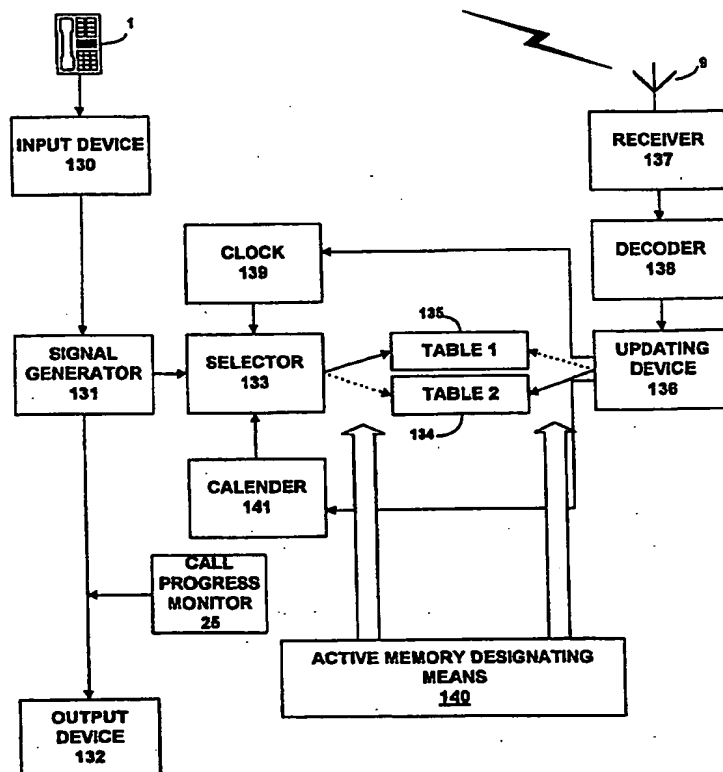 1
9
INPUT DEVICE
130
RECEIVER
137
CLOCK
139
DECODER
138
135
SIGNAL
GENERATOR
131
SELECTOR
133
TABLE 1
TABLE 2
134
UPDATING
DEVICE
136
CALENDER
141
CALL
PROGRESS
MONITOR
25
ACTIVE MEMORY DESIGNATING
MEANS
140
OUTPUT
DEVICE
132